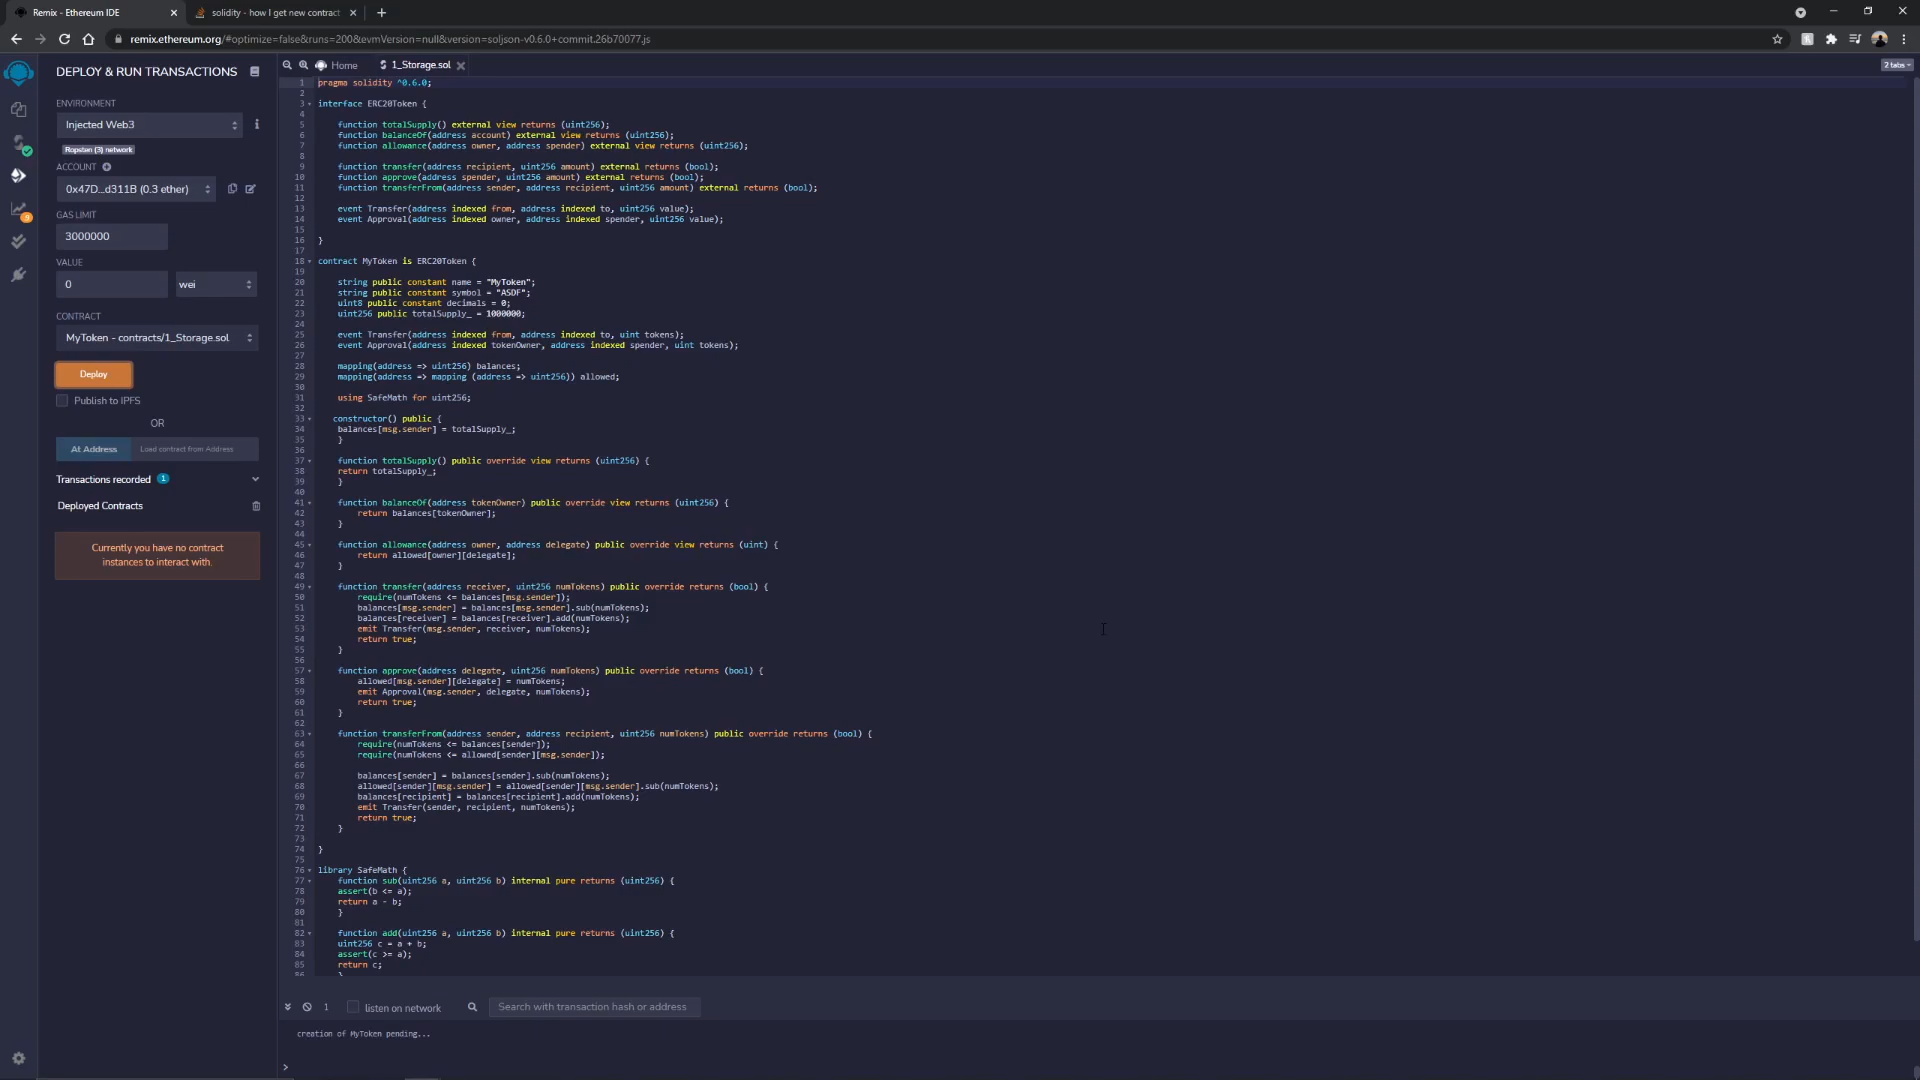 Remix - Ethereum IDE
solidity - how I get new contract
remix.ethereum.org/#optimize=false&runs=200&evmVersion=null&version=soljson-v0.6.0+commit.26b70077.js
DEPLOY & RUN TRANSACTIONS
Home
1_Storage.sol
2 tabs
ENVIRONMENT
Injected Web3
Ropsten (3) network
ACCOUNT
0x47D...d311B (0.3 ether)
GAS LIMIT
3000000
VALUE
0
wei
CONTRACT
MyToken - contracts/1_Storage.sol
Deploy
Publish to IPFS
OR
At Address
Load contract from Address
Transactions recorded 1
Deployed Contracts
Currently you have no contract
instances to interact with.
9
1 pragma solidity ^0.6.0;
2
3 interface ERC20Token {
4
5 function totalSupply() external view returns (uint256);
6 function balanceOf(address account) external view returns (uint256);
7 function allowance(address owner, address spender) external view returns (uint256);
8
9 function transfer(address recipient, uint256 amount) external returns (bool);
10 function approve(address spender, uint256 amount) external returns (bool);
11 function transferFrom(address sender, address recipient, uint256 amount) external returns (bool);
12
13 event Transfer(address indexed from, address indexed to, uint256 value);
14 event Approval(address indexed owner, address indexed spender, uint256 value);
15
16 }
17
18 contract MyToken is ERC20Token {
19
20 string public constant name = "MyToken";
21 string public constant symbol = "ASDF";
22 uint8 public constant decimals = 0;
23 uint256 public totalSupply_ = 1000000;
24
25 event Transfer(address indexed from, address indexed to, uint tokens);
26 event Approval(address indexed tokenOwner, address indexed spender, uint tokens);
27
28 mapping(address => uint256) balances;
29 mapping(address => mapping (address => uint256)) allowed;
30
31 using SafeMath for uint256;
32
33 constructor() public {
34 balances[msg.sender] = totalSupply_;
35 }
36
37 function totalSupply() public override view returns (uint256) {
38 return totalSupply_;
39 }
40
41 function balanceOf(address tokenOwner) public override view returns (uint256) {
42 return balances[tokenOwner];
43 }
44
45 function allowance(address owner, address delegate) public override view returns (uint) {
46 return allowed[owner][delegate];
47 }
48
49 function transfer(address receiver, uint256 numTokens) public override returns (bool) {
50 require(numTokens <= balances[msg.sender]);
51 balances[msg.sender] = balances[msg.sender].sub(numTokens);
52 balances[receiver] = balances[receiver].add(numTokens);
53 emit Transfer(msg.sender, receiver, numTokens);
54 return true;
55 }
56
57 function approve(address delegate, uint256 numTokens) public override returns (bool) {
58 allowed[msg.sender][delegate] = numTokens;
59 emit Approval(msg.sender, delegate, numTokens);
60 return true;
61 }
62
63 function transferFrom(address sender, address recipient, uint256 numTokens) public override returns (bool) {
64 require(numTokens <= balances[sender]);
65 require(numTokens <= allowed[sender][msg.sender]);
66
67 balances[sender] = balances[sender].sub(numTokens);
68 allowed[sender][msg.sender] = allowed[sender][msg.sender].sub(numTokens);
69 balances[recipient] = balances[recipient].add(numTokens);
70 emit Transfer(sender, recipient, numTokens);
71 return true;
72 }
73
74 }
75
76 library SafeMath {
77 function sub(uint256 a, uint256 b) internal pure returns (uint256) {
78 assert(b <= a);
79 return a - b;
80 }
81
82 function add(uint256 a, uint256 b) internal pure returns (uint256) {
83 uint256 c = a + b;
84 assert(c >= a);
85 return c;
86 }
1
listen on network
Search with transaction hash or address
creation of MyToken pending...
>